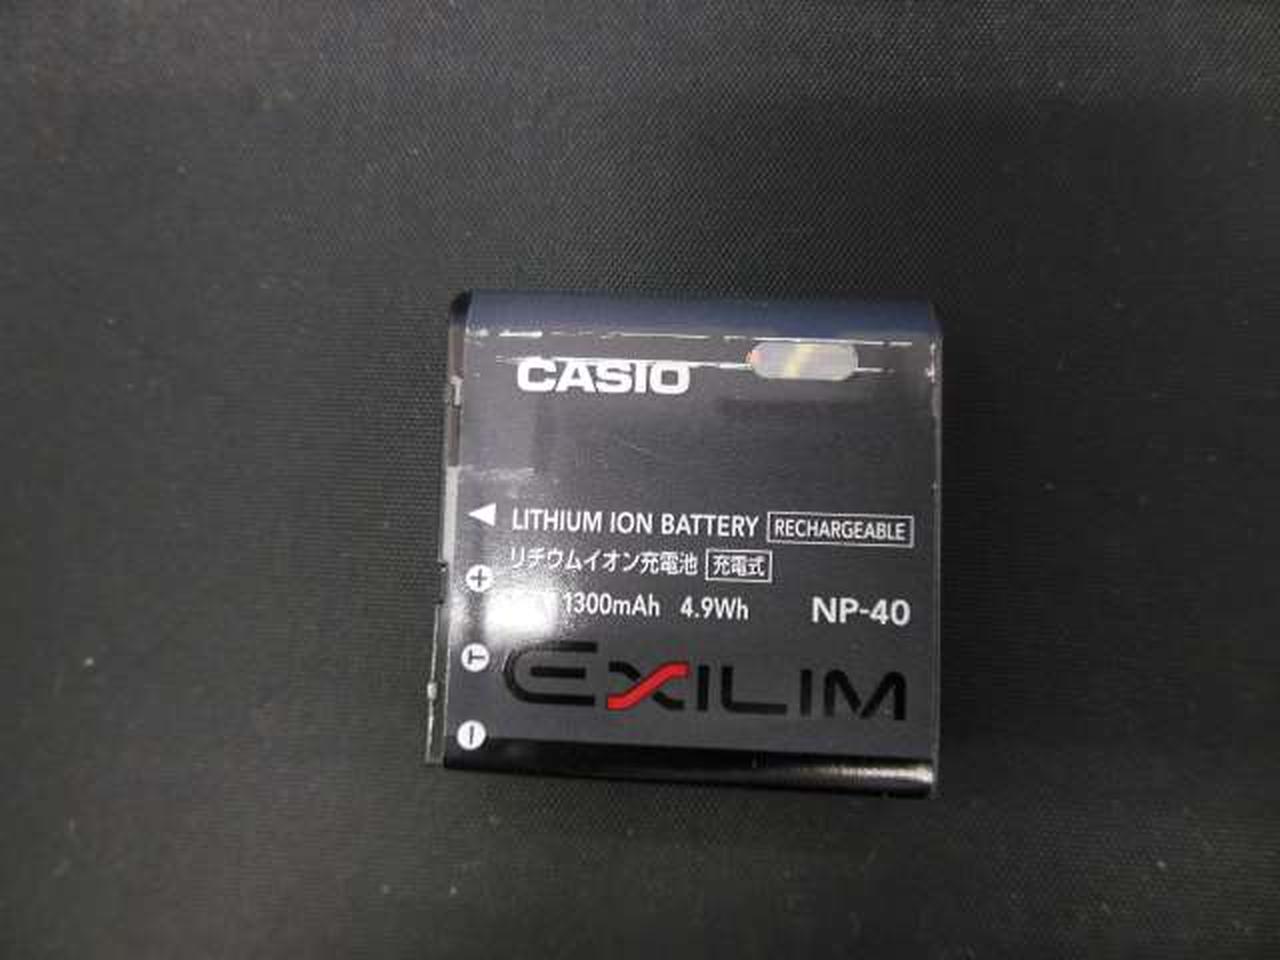 CASIO
LITHIUM ION BATTERY RECHARGEABLE
リチウムイオン充電池 充電式
1300mAh 4.9Wh NP-40
EXILIM